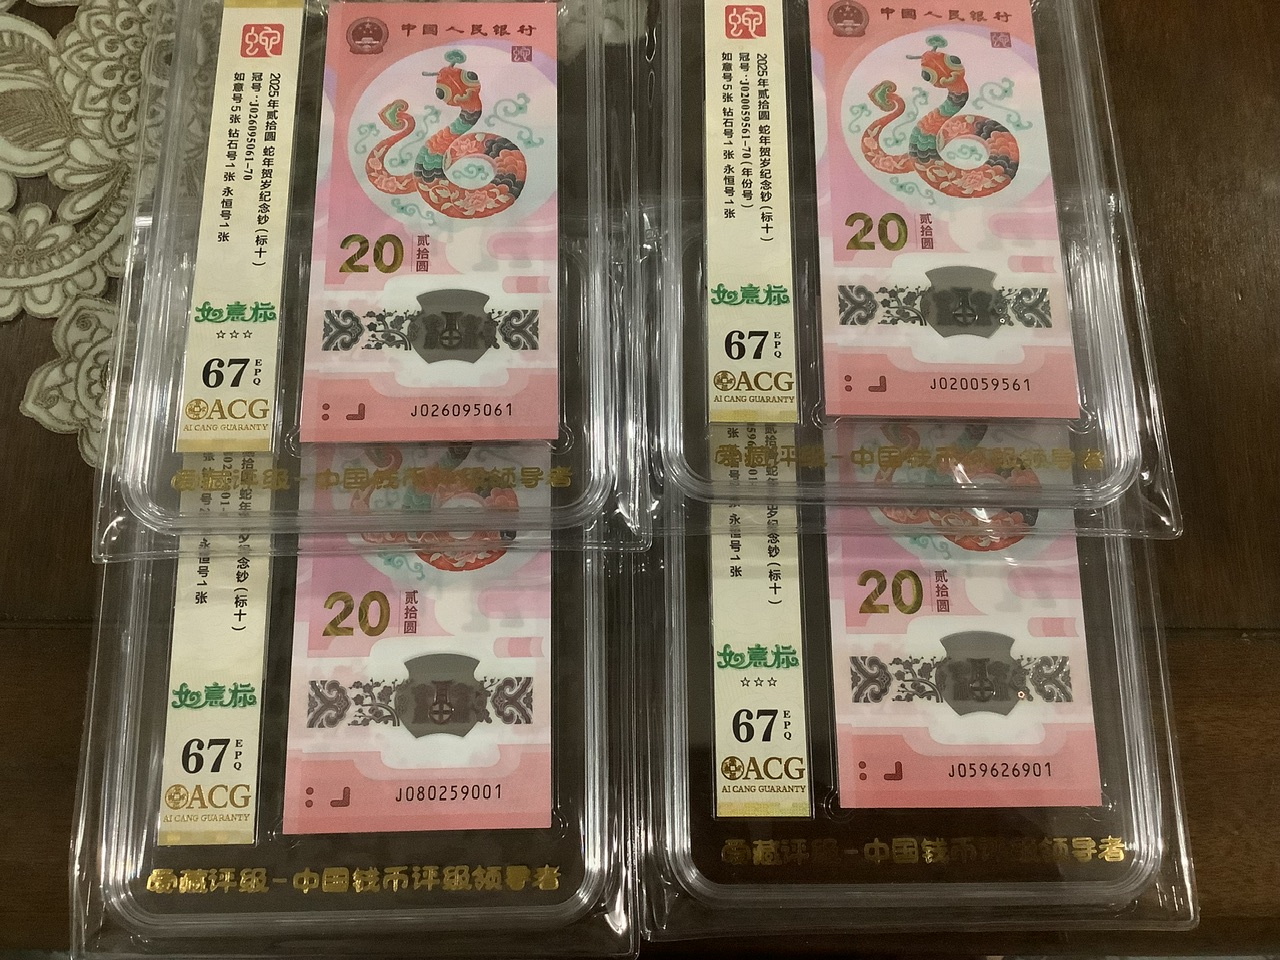 蛇
2025年贰拾圆 蛇年贺岁纪念钞(标十)
冠号:J026095061-70
如意号5张 钻石号1张 永恒号1张
如意标
☆☆☆
67
EPQ
ACG
AI CANG GUARANTY
中国人民银行
20
贰拾圆
J026095061
爱藏评级-中国钱币评级领导者
蛇
2025年贰拾圆 蛇年贺岁纪念钞(标十)
冠号:J020059561-70(年份号)
如意号5张 钻石号1张 永恒号1张
如意标
67
EPQ
ACG
AI CANG GUARANTY
中国人民银行
20
贰拾圆
J020059561
爱藏评级-中国钱币评级领导者
蛇年贺岁纪念钞(标十)
永恒号1张
如意标
67
EPQ
ACG
AI CANG GUARANTY
20
贰拾圆
J080259001
爱藏评级-中国钱币评级领导者
念钞(标十)
永恒号1张
如意标
☆☆☆
67
EPQ
ACG
AI CANG GUARANTY
20
贰拾圆
J059626901
爱藏评级-中国钱币评级领导者